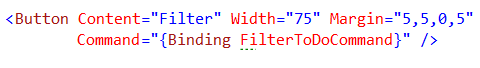 <Button Content="Filter" Width="75" Margin="5,5,0,5"
Command="{Binding FilterToDoCommand}" />